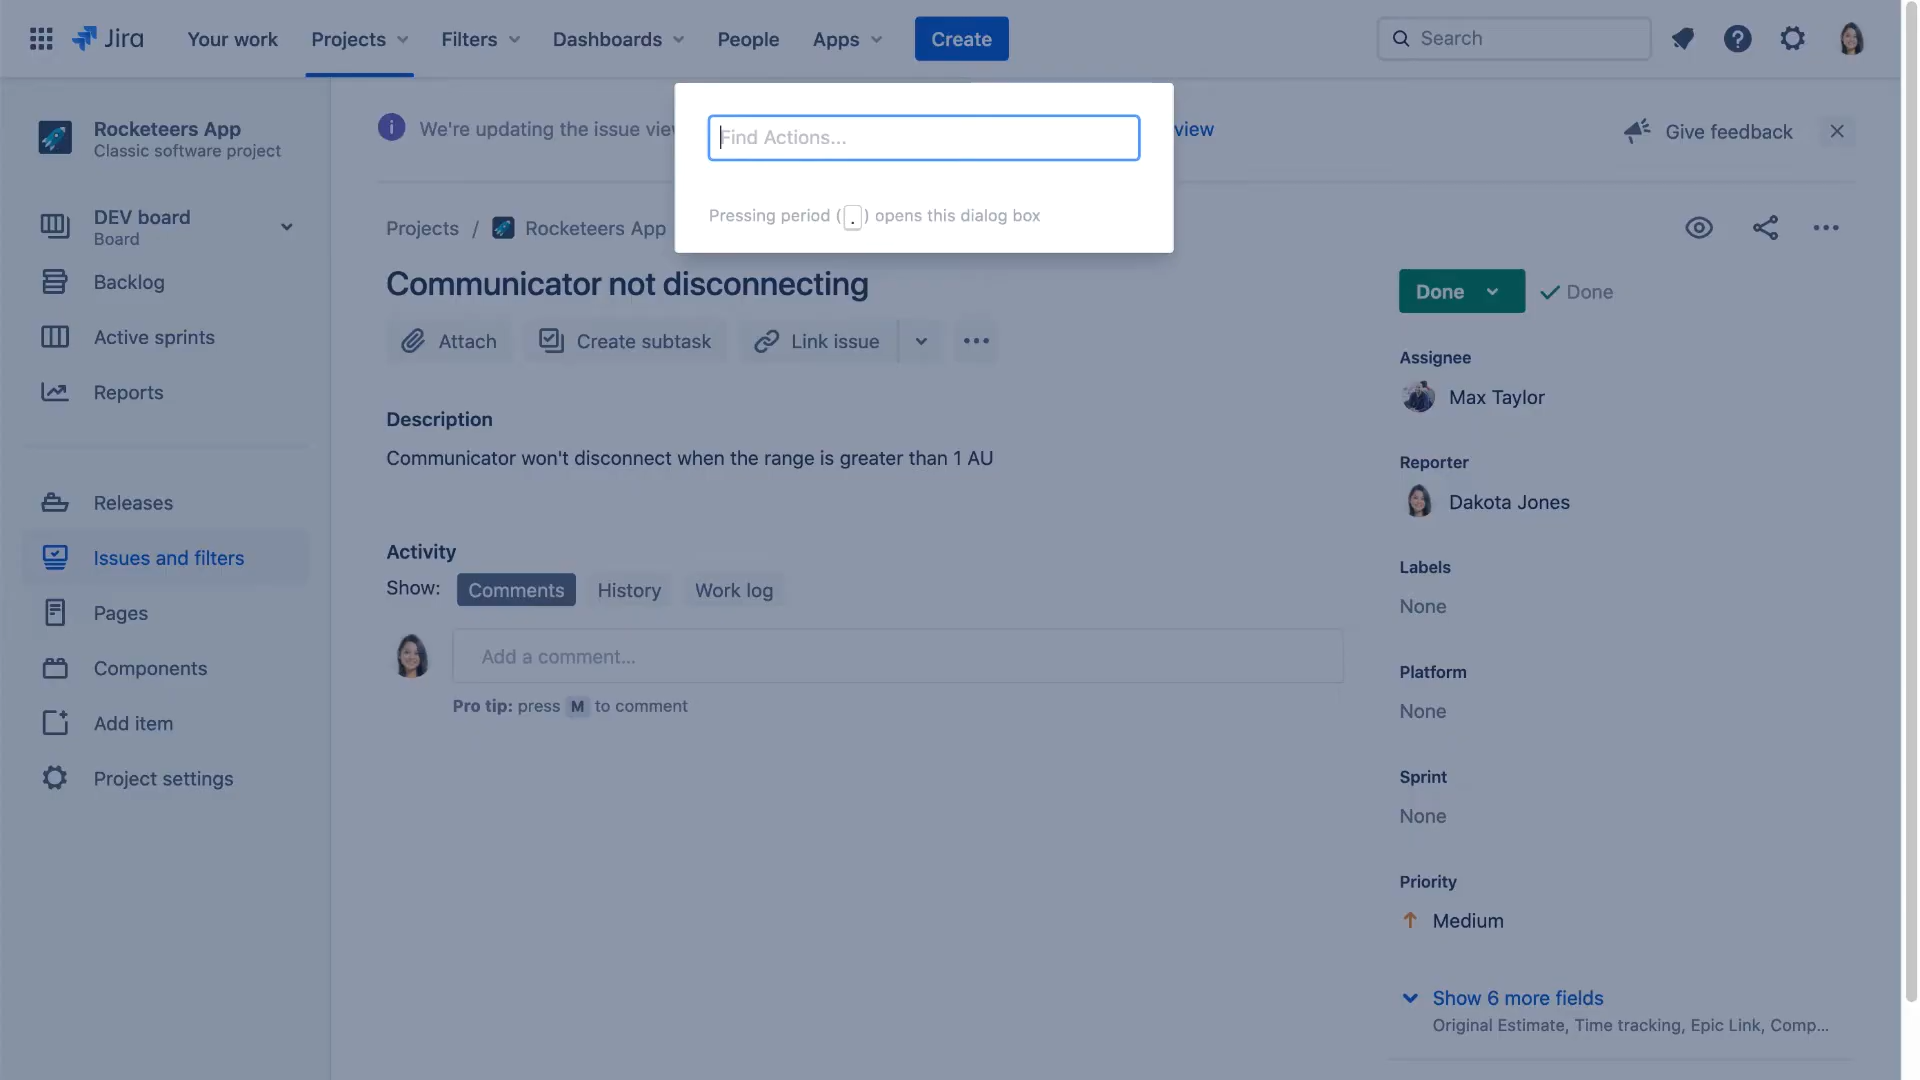 Jira
Your work
Projects
Filters
Dashboards
People
Apps
Create
Search
Rocketeers App
Classic software project
DEV board
Board
Backlog
Active sprints
Reports
Releases
Issues and filters
Pages
Components
Add item
Project settings
We're updating the issue view
view
Give feedback
Find Actions...
Pressing period ( . ) opens this dialog box
Projects / Rocketeers App
Communicator not disconnecting
Attach
Create subtask
Link issue
Description
Communicator won't disconnect when the range is greater than 1 AU
Activity
Show:
Comments
History
Work log
Add a comment...
Pro tip: press M to comment
Done
Done
Assignee
Max Taylor
Reporter
Dakota Jones
Labels
None
Platform
None
Sprint
None
Priority
Medium
Show 6 more fields
Original Estimate, Time tracking, Epic Link, Comp...